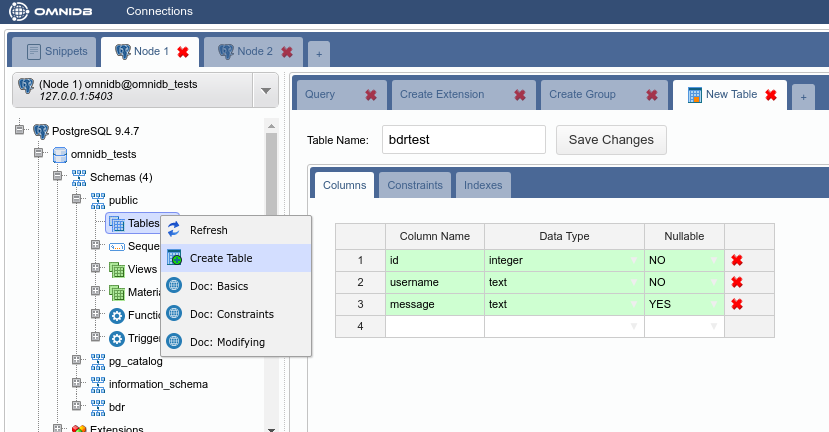 OMNIDB Connections
Snippets Node 1 Node 2 +
(Node 1) omnidb@omnidb_tests
127.0.0.1:5403
PostgreSQL 9.4.7
omnidb_tests
Schemas (4)
public
Tables
Seque
Views
Materia
Functio
Trigger
pg_catalog
information_schema
bdr
Extensions
Refresh
Create Table
Doc: Basics
Doc: Constraints
Doc: Modifying
Query Create Extension Create Group New Table +
Table Name: bdrtest Save Changes
Columns Constraints Indexes
Column Name Data Type Nullable
1 id integer NO
2 username text NO
3 message text YES
4